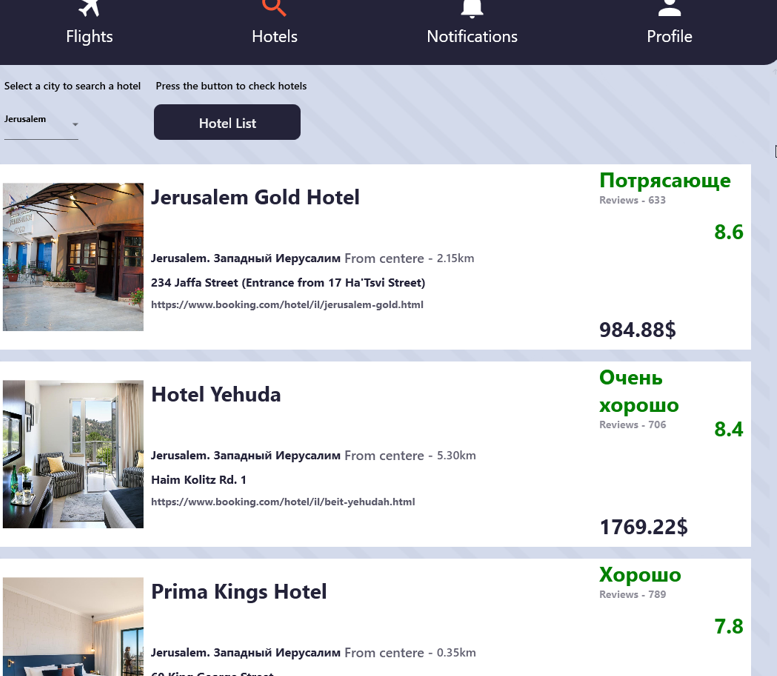 Flights
Hotels
Notifications
Profile
Select a city to search a hotel
Press the button to check hotels
Jerusalem
Hotel List
Jerusalem Gold Hotel
Потрясающе
Reviews - 633
8.6
Jerusalem. Западный Иерусалим From centere - 2.15km
234 Jaffa Street (Entrance from 17 Ha'Tsvi Street)
https://www.booking.com/hotel/il/jerusalem-gold.html
984.88$
Hotel Yehuda
Очень
хорошо
Reviews - 706
8.4
Jerusalem. Западный Иерусалим From centere - 5.30km
Haim Kolitz Rd. 1
https://www.booking.com/hotel/il/beit-yehudah.html
1769.22$
Prima Kings Hotel
Хорошо
Reviews - 789
7.8
Jerusalem. Западный Иерусалим From centere - 0.35km
60 King George Street